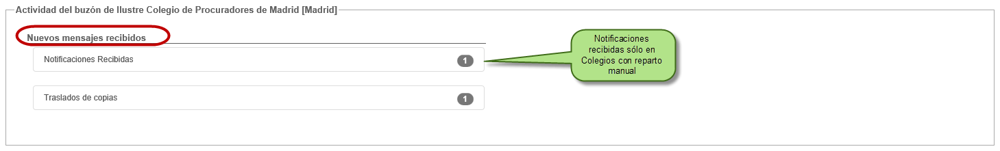 Actividad del buzón de Ilustre Colegio de Procuradores de Madrid [Madrid]
Nuevos mensajes recibidos
Notificaciones Recibidas 1
Traslados de copias 1
Notificaciones
recibidas sólo en
Colegios con reparto
manual